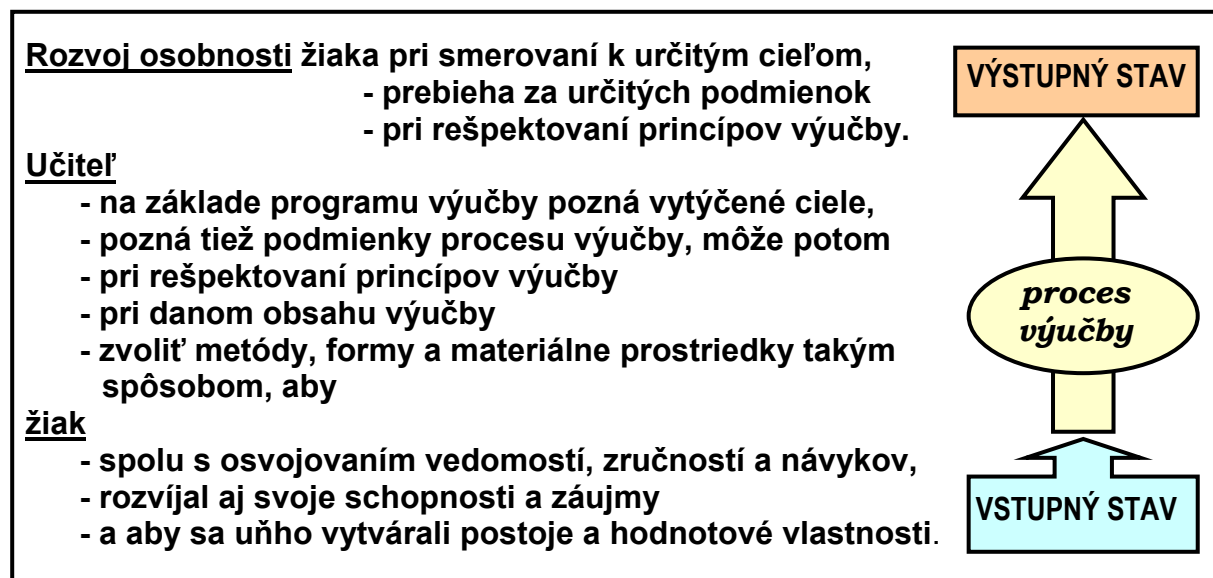 Rozvoj osobnosti žiaka pri smerovaní k určitým cieľom,
- prebieha za určitých podmienok
- pri rešpektovaní princípov výučby.
Učiteľ
- na základe programu výučby pozná vytýčené ciele,
- pozná tiež podmienky procesu výučby, môže potom
- pri rešpektovaní princípov výučby
- pri danom obsahu výučby
- zvoliť metódy, formy a materiálne prostriedky takým
spôsobom, aby
žiak
- spolu s osvojovaním vedomostí, zručností a návykov,
- rozvíjal aj svoje schopnosti a záujmy
- a aby sa uňho vytvárali postoje a hodnotové vlastnosti.
VÝSTUPNÝ STAV
proces
výučby
VSTUPNÝ STAV